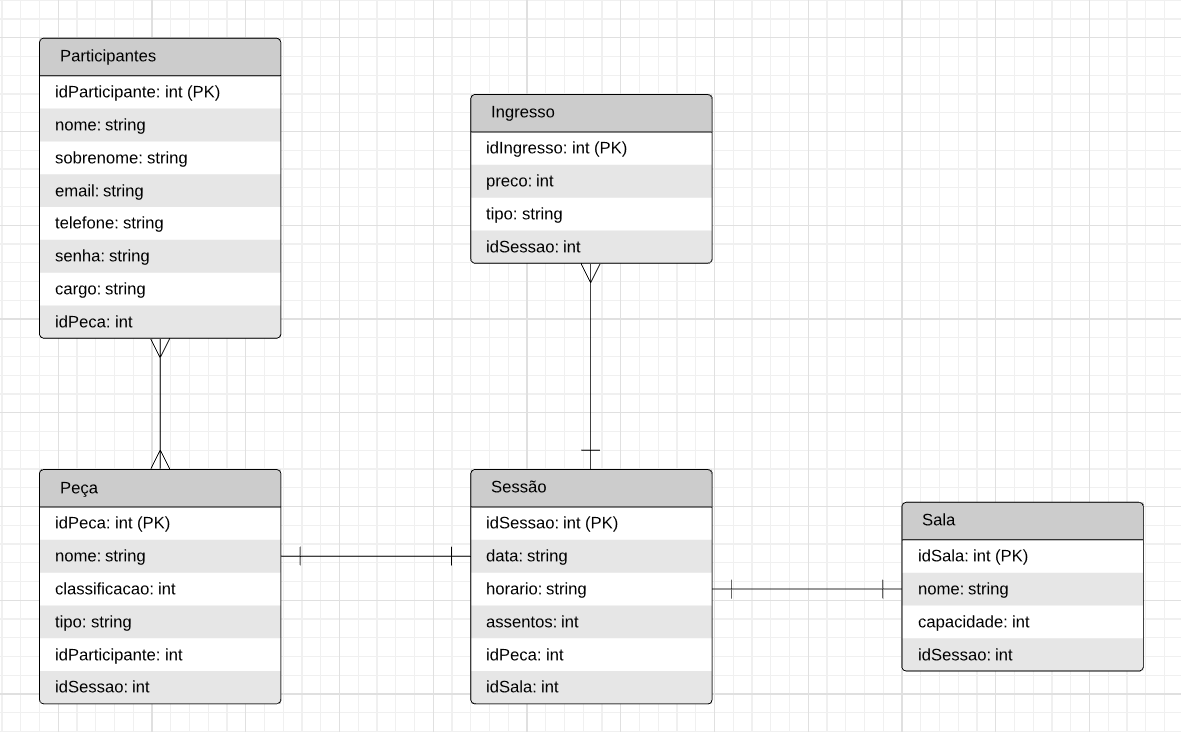 Participantes
idParticipante: int (PK)
nome: string
sobrenome: string
email: string
telefone: string
senha: string
cargo: string
idPeca: int
Ingresso
idIngresso: int (PK)
preco: int
tipo: string
idSessao: int
Peça
idPeca: int (PK)
nome: string
classificacao: int
tipo: string
idParticipante: int
idSessao: int
Sessão
idSessao: int (PK)
data: string
horario: string
assentos: int
idPeca: int
idSala: int
Sala
idSala: int (PK)
nome: string
capacidade: int
idSessao: int